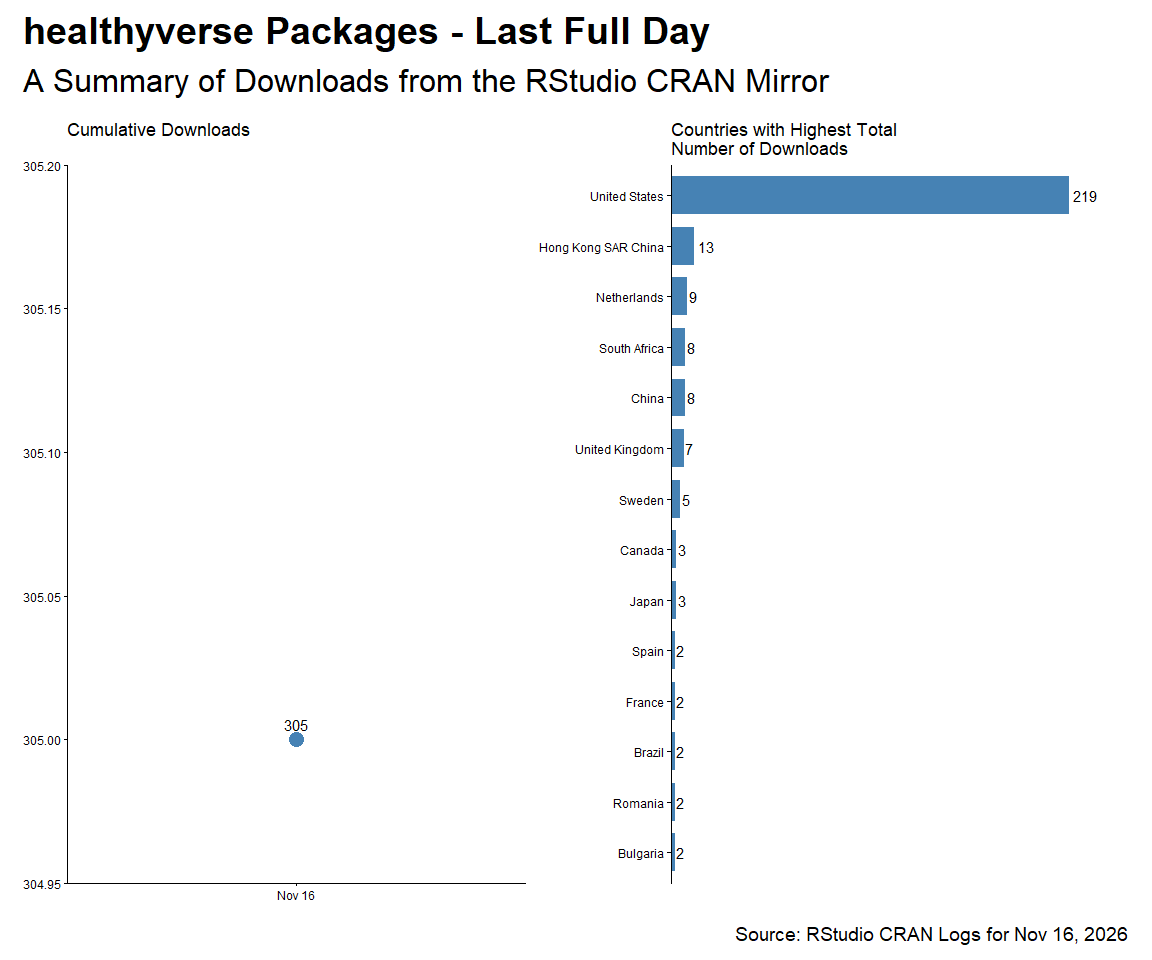 healthyverse Packages - Last Full Day
A Summary of Downloads from the RStudio CRAN Mirror
Cumulative Downloads
305.20
305.15
305.10
305.05
305.00
304.95
305
Nov 16
Countries with Highest Total
Number of Downloads
United States 219
Hong Kong SAR China 13
Netherlands 9
South Africa 8
China 8
United Kingdom 7
Sweden 5
Canada 3
Japan 3
Spain 2
France 2
Brazil 2
Romania 2
Bulgaria 2
Source: RStudio CRAN Logs for Nov 16, 2026